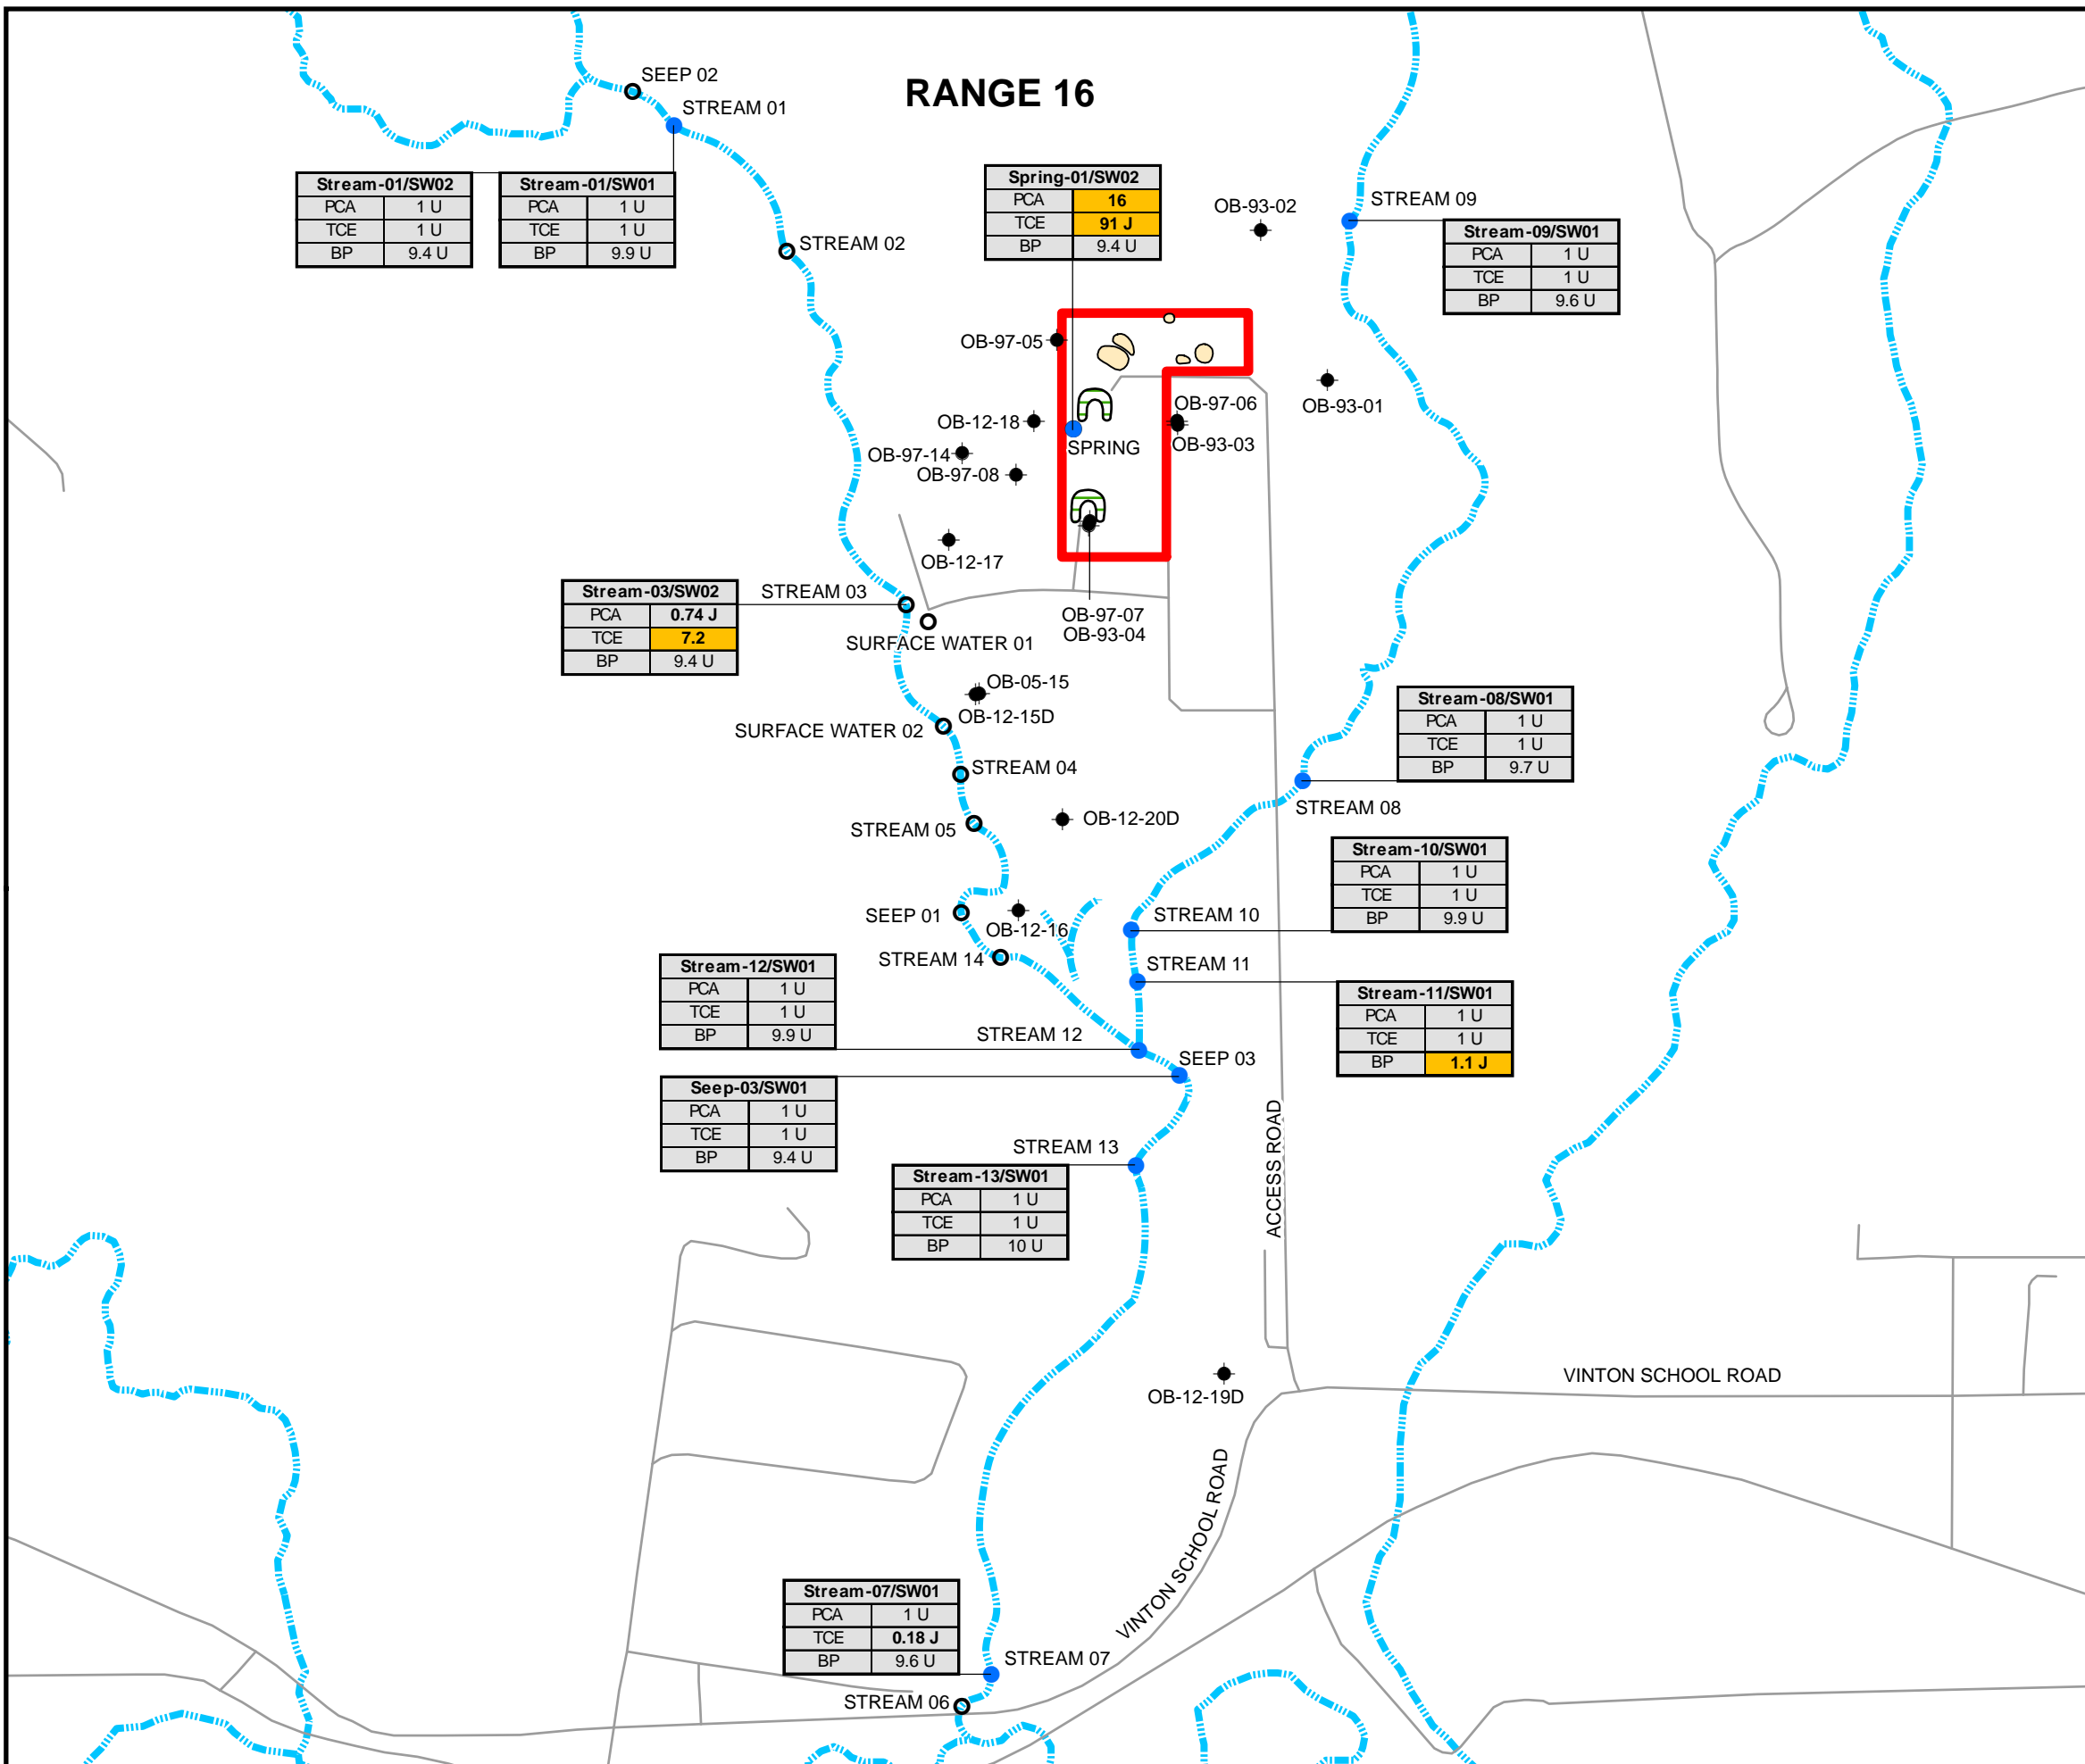 RANGE 16
SEEP 02
STREAM 01
Stream-01/SW02
PCA 1 U
TCE 1 U
BP 9.4 U
Stream-01/SW01
PCA 1 U
TCE 1 U
BP 9.9 U
Spring-01/SW02
PCA 16
TCE 91 J
BP 9.4 U
OB-93-02
STREAM 09
Stream-09/SW01
PCA 1 U
TCE 1 U
BP 9.6 U
STREAM 02
OB-97-05
OB-93-01
OB-97-06
OB-93-03
OB-12-18
SPRING
OB-97-14
OB-97-08
OB-12-17
Stream-03/SW02
PCA 0.74 J
TCE 7.2
BP 9.4 U
STREAM 03
SURFACE WATER 01
OB-97-07
OB-93-04
OB-05-15
OB-12-15D
SURFACE WATER 02
Stream-08/SW01
PCA 1 U
TCE 1 U
BP 9.7 U
STREAM 04
STREAM 08
STREAM 05
OB-12-20D
Stream-10/SW01
PCA 1 U
TCE 1 U
BP 9.9 U
SEEP 01
OB-12-16
STREAM 10
STREAM 14
STREAM 11
Stream-12/SW01
PCA 1 U
TCE 1 U
BP 9.9 U
Stream-11/SW01
PCA 1 U
TCE 1 U
BP 1.1 J
STREAM 12
SEEP 03
Seep-03/SW01
PCA 1 U
TCE 1 U
BP 9.4 U
STREAM 13
Stream-13/SW01
PCA 1 U
TCE 1 U
BP 10 U
ACCESS ROAD
VINTON SCHOOL ROAD
OB-12-19D
VINTON SCHOOL ROAD
Stream-07/SW01
PCA 1 U
TCE 0.18 J
BP 9.6 U
STREAM 07
STREAM 06